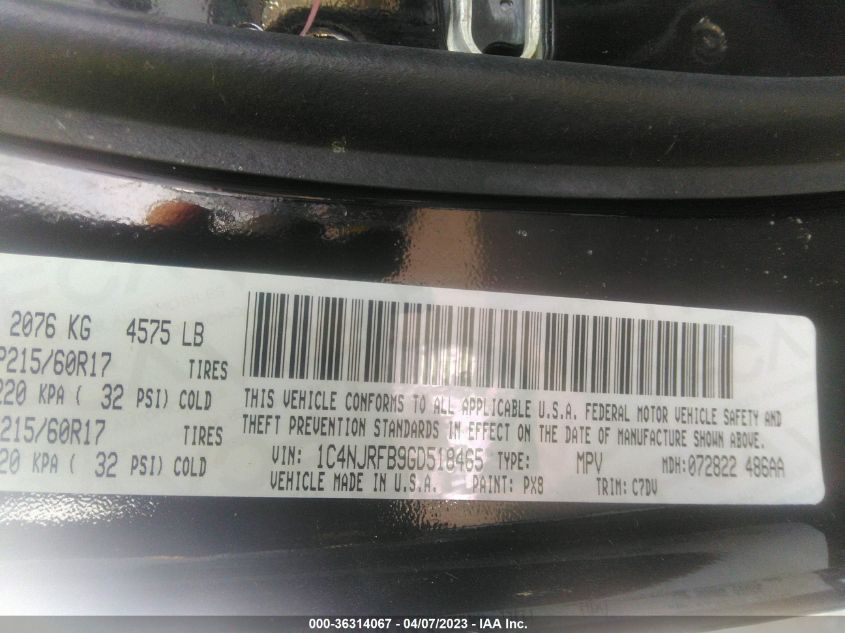 2076 KG 4575 LB
P215/60R17 TIRES
220 KPA ( 32 PSI) COLD
215/60R17 TIRES
20 KPA ( 32 PSI) COLD
THIS VEHICLE CONFORMS TO ALL APPLICABLE U.S.A. FEDERAL MOTOR VEHICLE SAFETY AND
THEFT PREVENTION STANDARDS IN EFFECT ON THE DATE OF MANUFACTURE SHOWN ABOVE.
VIN: 1C4NJRFB9GD518465 TYPE: MPV MDH:072822 486AA
VEHICLE MADE IN U.S.A. PAINT: PX8 TRIM: C7DV
000-36314067 - 04/07/2023 - IAA Inc.